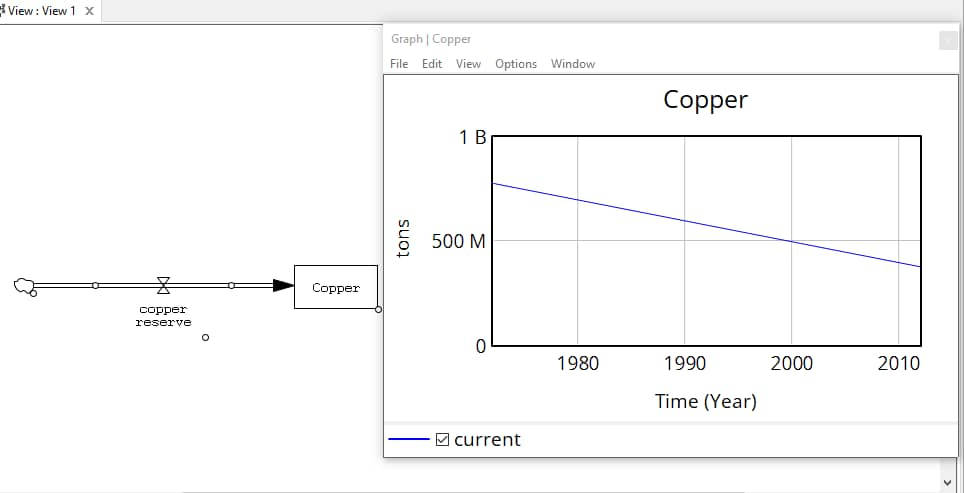 View : View 1 X
Graph | Copper
File Edit View Options Window
Copper
1 B
tons
500 M
0
1980 1990 2000 2010
Time (Year)
current
Copper
copper
reserve